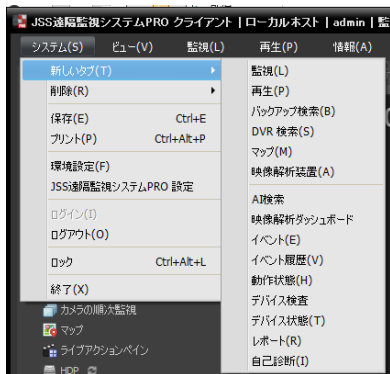 JSS遠隔監視システムPRO クライアント | ローカルホスト | admin | 監
システム(S) ビュー(V) 監視(L) 再生(P) 情報(A)
新しいタブ(T)
削除(R)
保存(E) Ctrl+E
プリント(P) Ctrl+Alt+P
環境設定(F)
JSS遠隔監視システムPRO 設定
ログイン(I)
ログアウト(O)
ロック Ctrl+Alt+L
終了(X)
監視(L)
再生(P)
バックアップ検索(B)
DVR 検索(S)
マップ(M)
映像解析装置(A)
AI検索
映像解析ダッシュボード
イベント(E)
イベント履歴(V)
動作状態(H)
デバイス検査
デバイス状態(T)
レポート(R)
自己診断(I)
カメラの順次監視
マップ
ライブアクションペイン
HDP